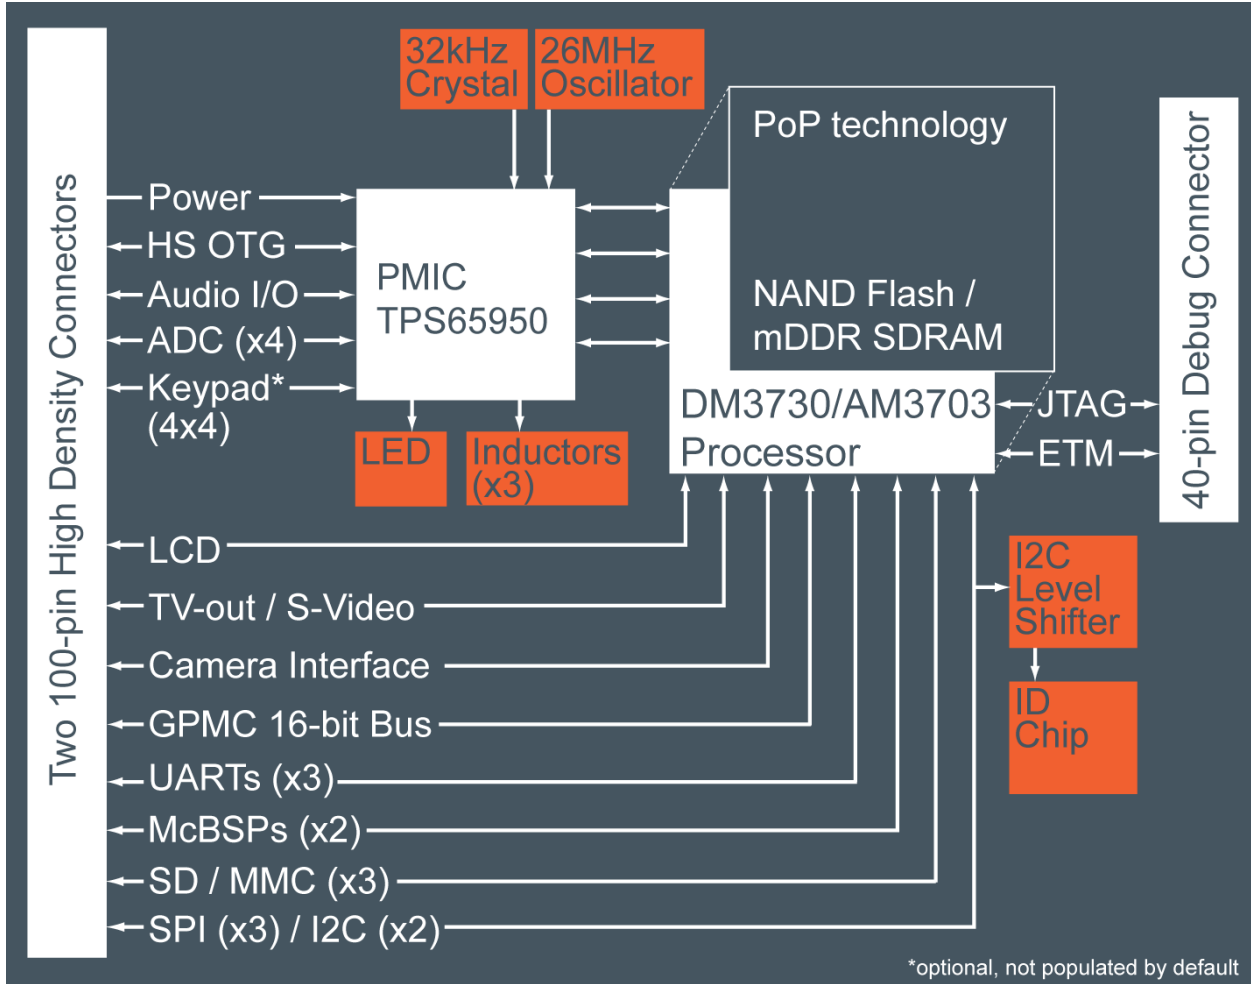 32kHz
Crystal
26MHz
Oscillator
PoP technology
NAND Flash /
mDDR SDRAM
Two 100-pin High Density Connectors
Power
HS OTG
Audio I/O
ADC (x4)
Keypad*
(4x4)
PMIC
TPS65950
LED
Inductors
(x3)
DM3730/AM3703
Processor
JTAG
ETM
40-pin Debug Connector
LCD
TV-out / S-Video
Camera Interface
GPMC 16-bit Bus
UARTs (x3)
McBSPs (x2)
SD / MMC (x3)
SPI (x3) / I2C (x2)
I2C
Level
Shifter
ID
Chip
*optional, not populated by default